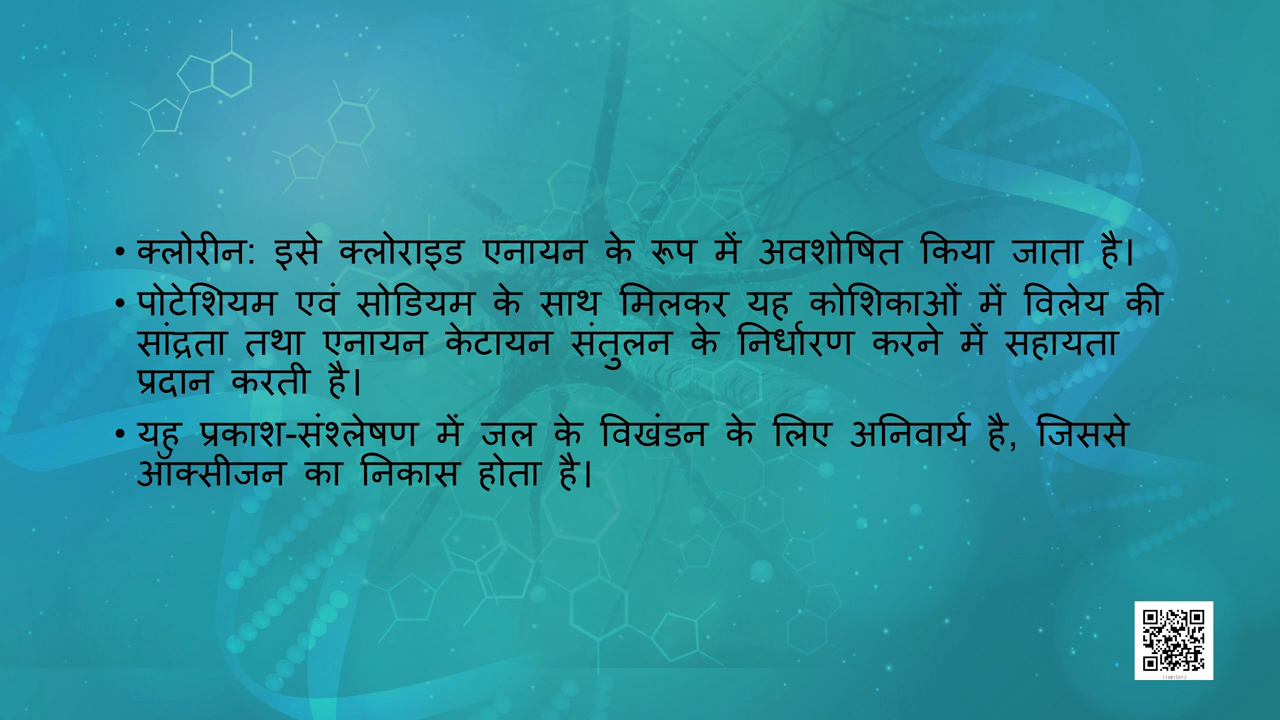 • क्लोरीन: इसे क्लोराइड एनायन के रूप में अवशोषित किया जाता है।
• पोटेशियम एवं सोडियम के साथ मिलकर यह कोशिकाओं में विलेय की
सांद्रता तथा एनायन केटायन संतुलन के निर्धारण करने में सहायता
प्रदान करती है।
• यह प्रकाश-संश्लेषण में जल के विखंडन के लिए अनिवार्य है, जिससे
ऑक्सीजन का निकास होता है।